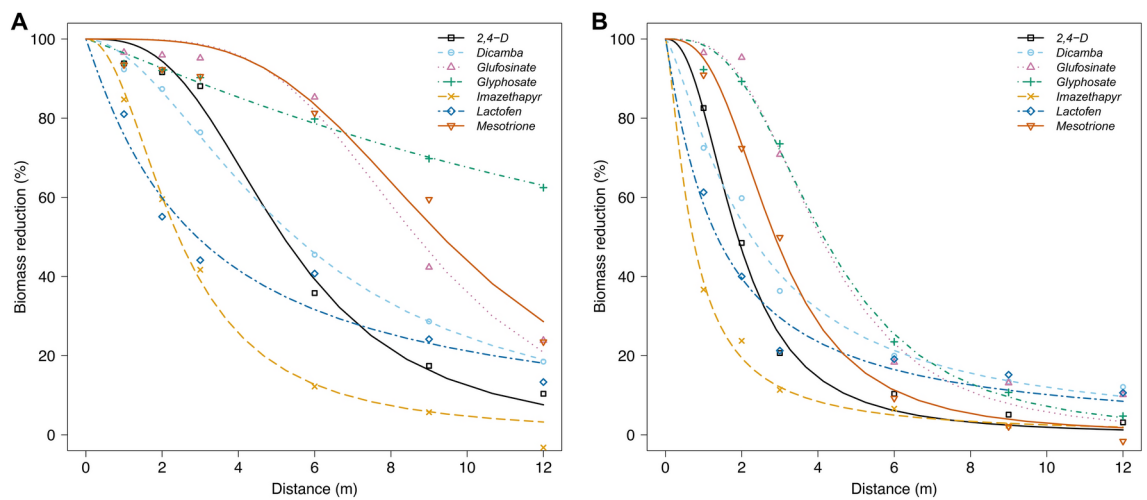 A
100
80
60
40
20
0
Biomass reduction (%)
0 2 4 6 8 10 12
Distance (m)
2,4−D
Dicamba
Glufosinate
Glyphosate
Imazethapyr
Lactofen
Mesotrione
B
100
80
60
40
20
0
Biomass reduction (%)
0 2 4 6 8 10 12
Distance (m)
2,4−D
Dicamba
Glufosinate
Glyphosate
Imazethapyr
Lactofen
Mesotrione